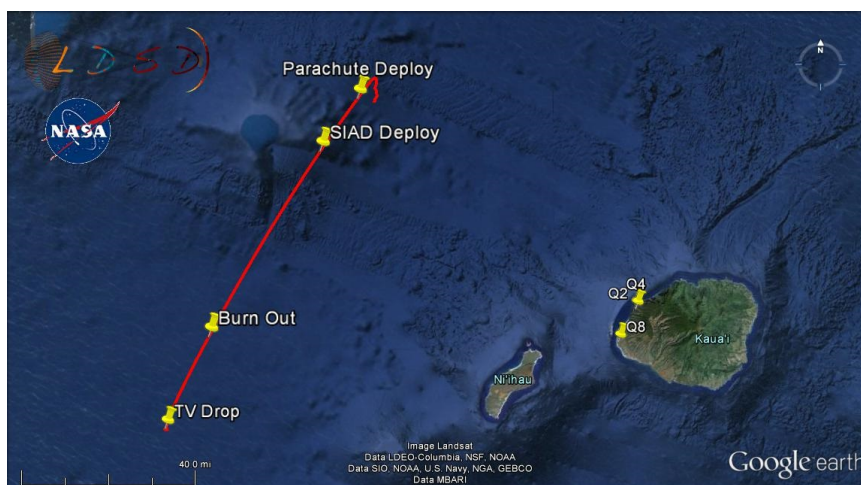 LDSD
NASA
N
Parachute Deploy
SIAD Deploy
Q4
Q2
Q8
Burn Out
Kaua'i
Ni'ihau
TV Drop
40.0 mi
Image Landsat
Data LDEO-Columbia, NSF, NOAA
Data SIO, NOAA, U.S. Navy, NGA, GEBCO
Data MBARI
Google earth